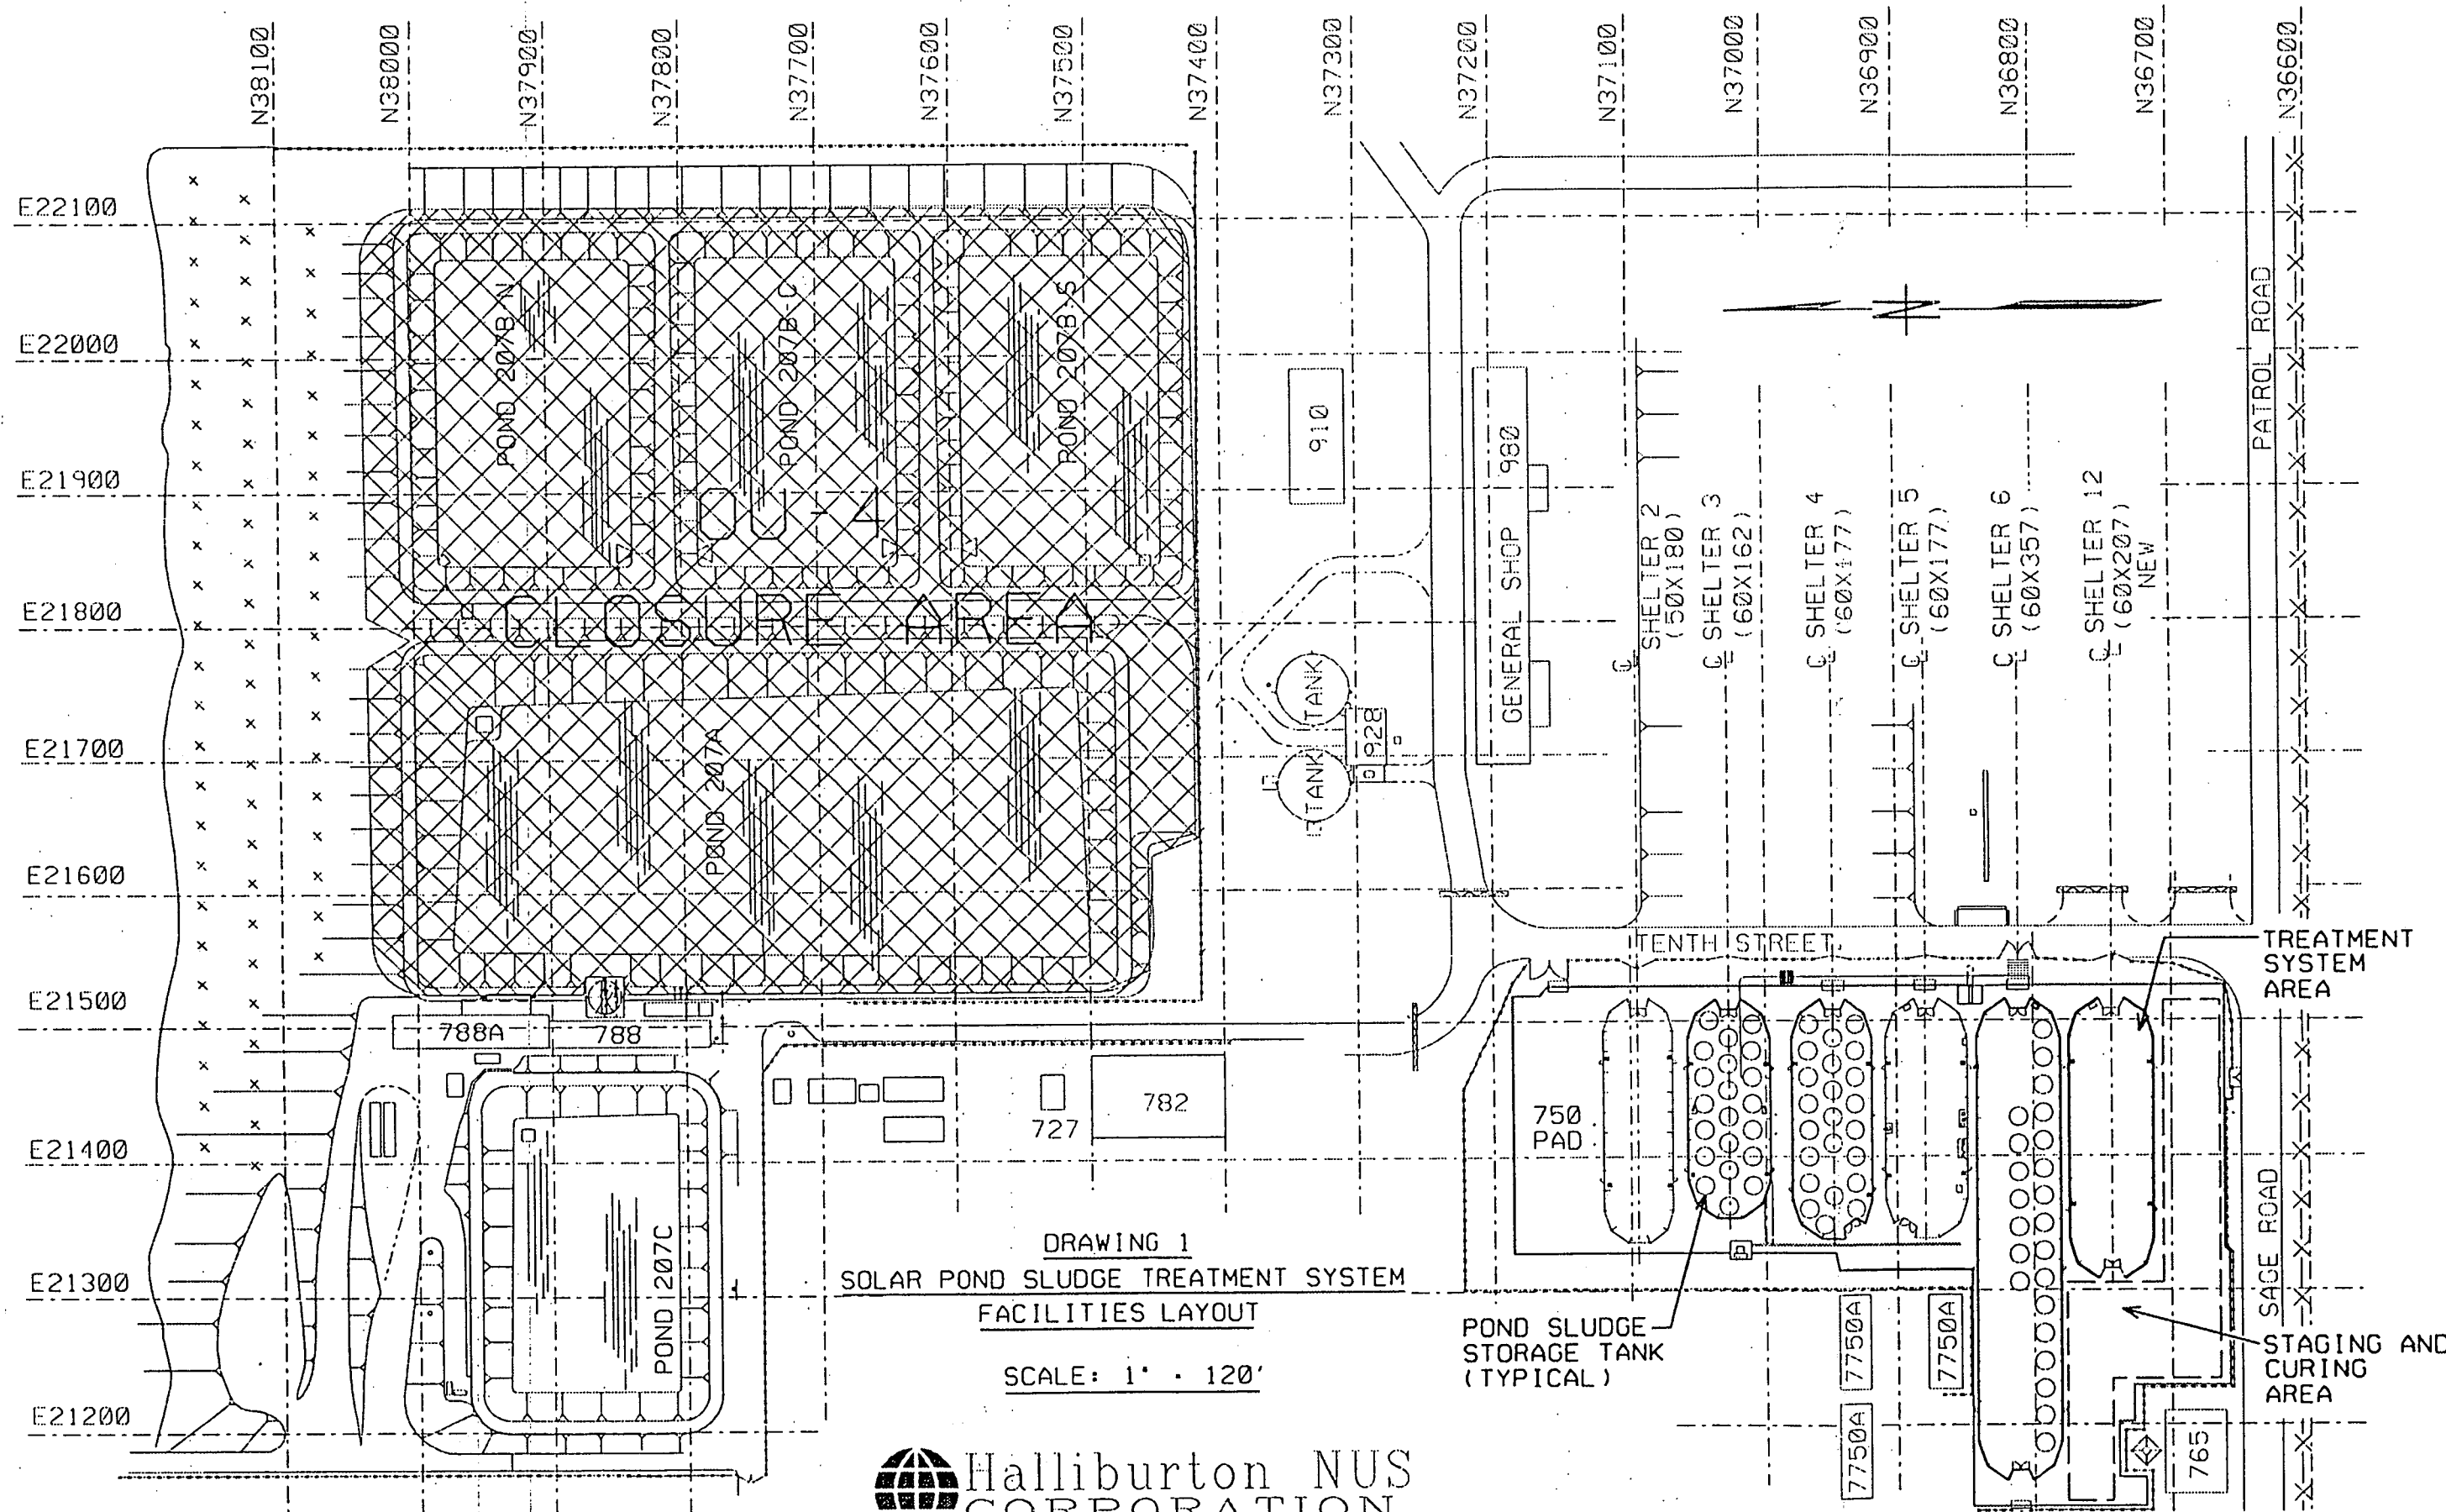 N38100
N38000
N37900
N37800
N37700
N37600
N37500
N37400
N37300
N37200
N37100
N37000
N36900
N36800
N36700
N36600
E22100
E22000
E21900
E21800
E21700
E21600
E21500
E21400
E21300
E21200
POND 207B-N
POND 207B-C
POND 207B-S
OU-4
CLOSURE AREA
POND 207A
910
GENERAL SHOP 980
TANK
TANK
928
SHELTER 2
(50X180)
SHELTER 3
(60X162)
SHELTER 4
(60X177)
SHELTER 5
(60X177)
SHELTER 6
(60X357)
SHELTER 12
(60X207)
NEW
N
PATROL ROAD
TENTH STREET
TREATMENT
SYSTEM
AREA
788A
788
727
782
750
PAD
POND 207C
SAGE ROAD
DRAWING 1
SOLAR POND SLUDGE TREATMENT SYSTEM
FACILITIES LAYOUT
SCALE: 1" = 120'
POND SLUDGE
STORAGE TANK
(TYPICAL)
7750A
7750A
7750A
STAGING AND
CURING
AREA
765
Halliburton NUS
CORPORATION